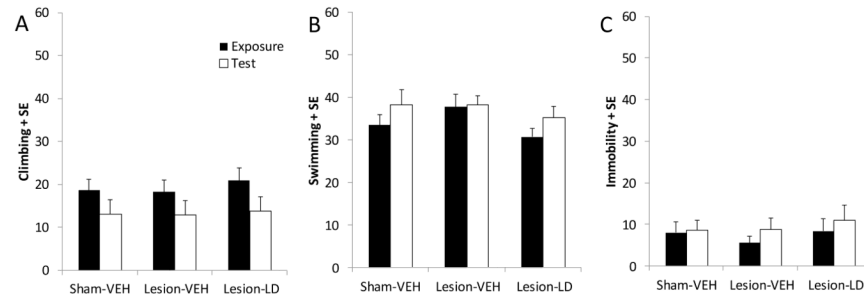 A
60
50
40
30
20
10
0
Climbing + SE
Exposure
Test
Sham-VEH Lesion-VEH Lesion-LD
B
60
50
40
30
20
10
0
Swimming + SE
Sham-VEH Lesion-VEH Lesion-LD
C
60
50
40
30
20
10
0
Immobility + SE
Sham-VEH Lesion-VEH Lesion-LD